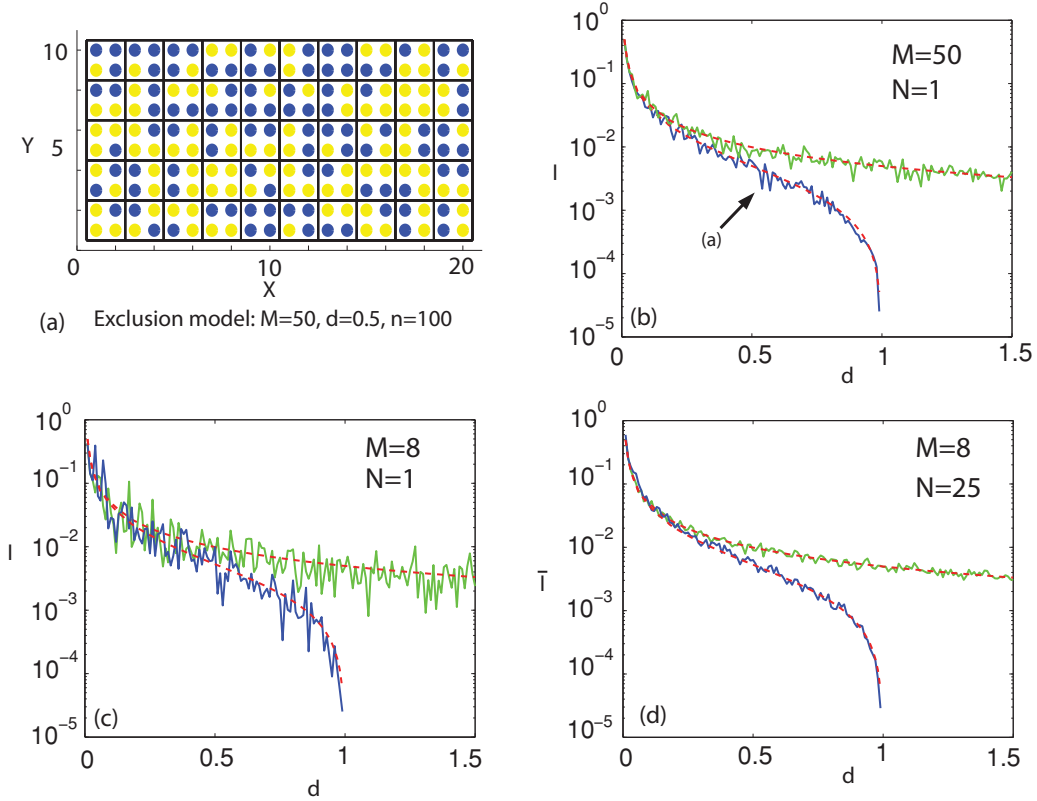 10
Y 5
0 10 20
X
(a) Exclusion model: M=50, d=0.5, n=100
10^0
10^-1
10^-2
10^-3
10^-4
10^-5
I
M=50
N=1
(a)
(b)
0 0.5 1 1.5
d
10^0
10^-1
10^-2
10^-3
10^-4
10^-5
I
M=8
N=1
(c)
0 0.5 1 1.5
d
10^0
10^-1
10^-2
10^-3
10^-4
10^-5
Ī
M=8
N=25
(d)
0 0.5 1 1.5
d